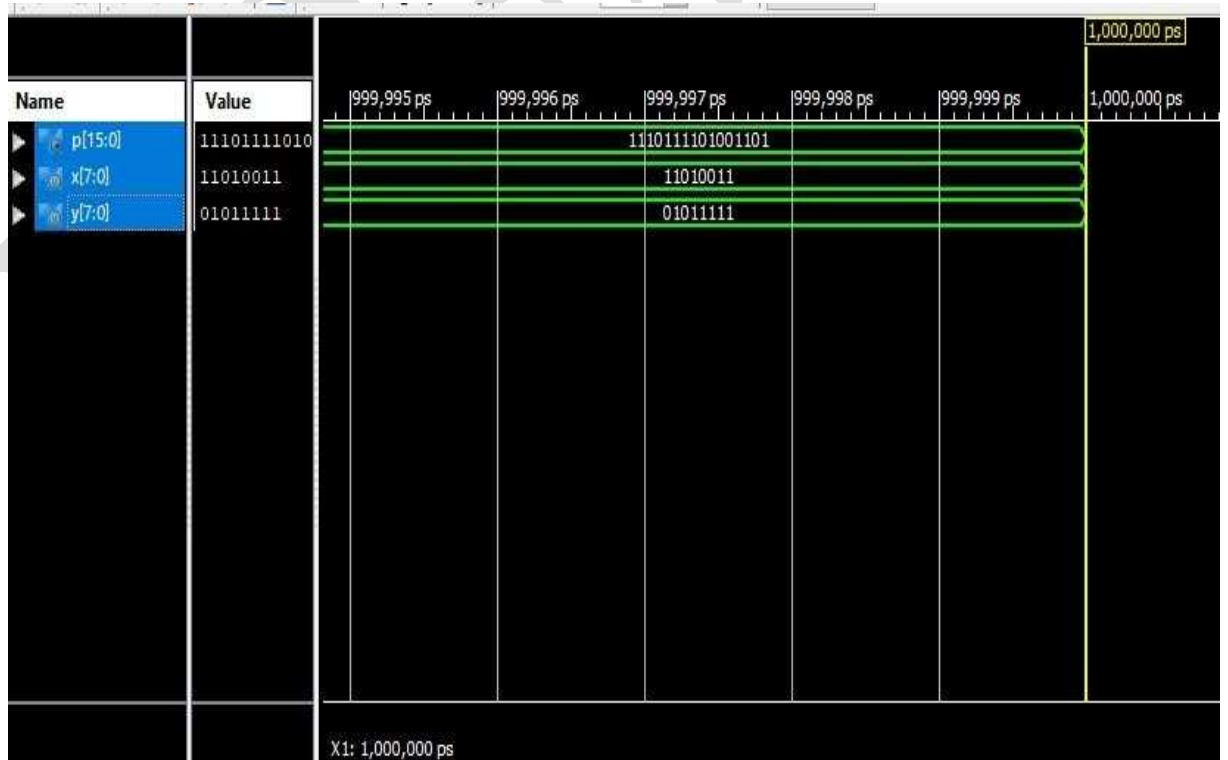 1,000,000 ps
Name Value 999,995 ps 999,996 ps 999,997 ps 999,998 ps 999,999 ps 1,000,000 ps
p[15:0] 11101111010 1110111101001101
x[7:0] 11010011 11010011
y[7:0] 01011111 01011111
X1: 1,000,000 ps